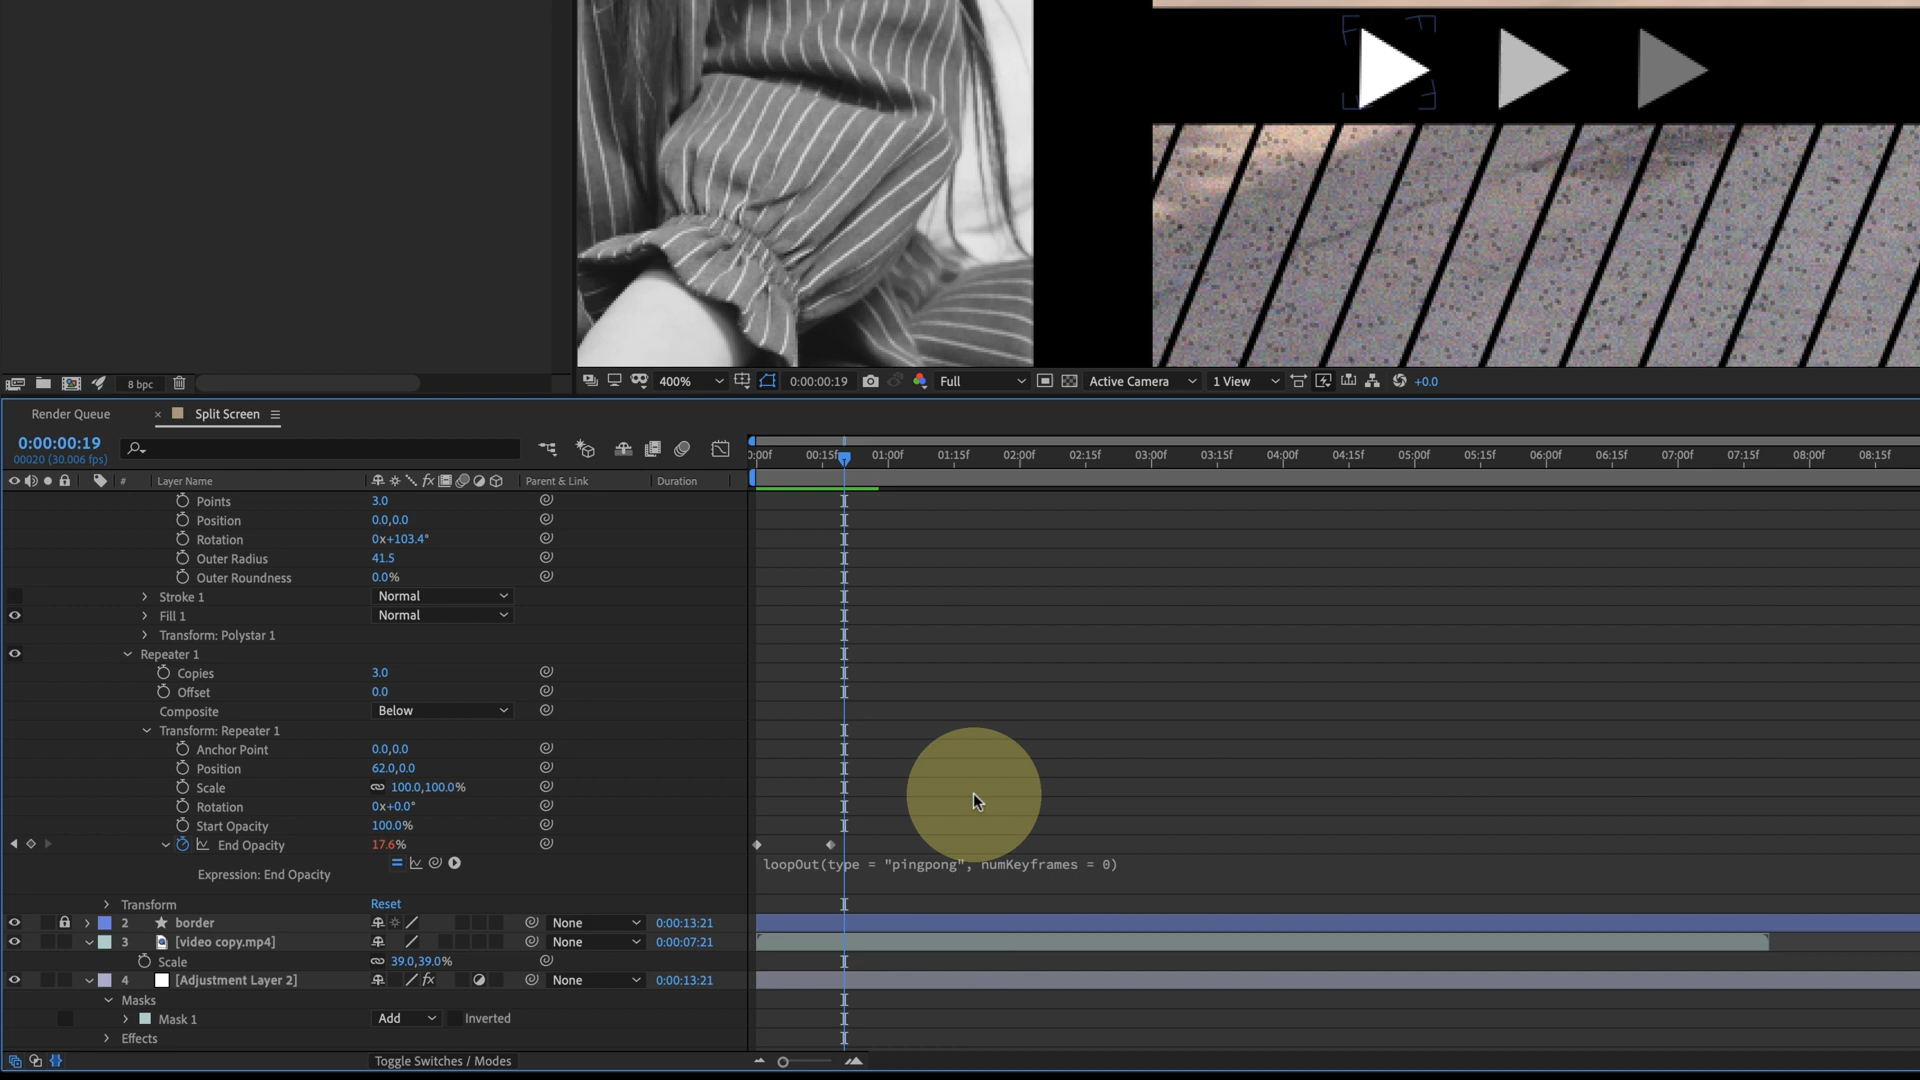 8 bpc
400%
0:00:00:19
Full
Active Camera
1 View
+0.0
Render Queue
× Split Screen
0:00:00:19
00020 (30.006 fps)
:00f 00:15f 01:00f 01:15f 02:00f 02:15f 03:00f 03:15f 04:00f 04:15f 05:00f 05:15f 06:00f 06:15f 07:00f 07:15f 08:00f 08:15f
# Layer Name fx Parent & Link Duration
Points 3.0
Position 0.0,0.0
Rotation 0x+103.4°
Outer Radius 41.5
Outer Roundness 0.0%
Stroke 1 Normal
Fill 1 Normal
Transform: Polystar 1
Repeater 1
Copies 3.0
Offset 0.0
Composite Below
Transform: Repeater 1
Anchor Point 0.0,0.0
Position 62.0,0.0
Scale 100.0,100.0%
Rotation 0x+0.0°
Start Opacity 100.0%
End Opacity 17.6%
Expression: End Opacity
loopOut(type = "pingpong", numKeyframes = 0)
Transform Reset
2 border None 0:00:13:21
3 [video copy.mp4] None 0:00:07:21
Scale 39.0,39.0%
4 [Adjustment Layer 2] fx None 0:00:13:21
Masks
Mask 1 Add Inverted
Effects
Toggle Switches / Modes